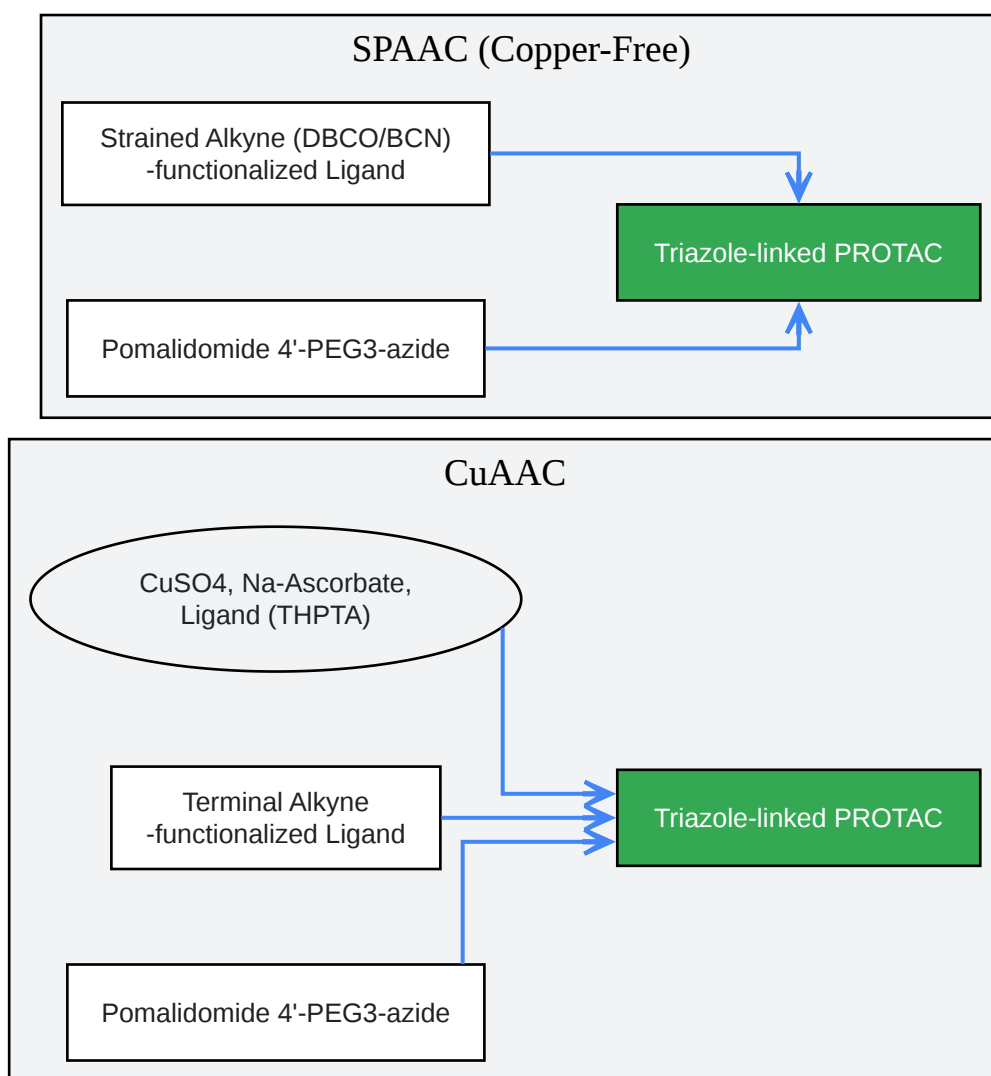 SPAAC (Copper-Free)
Strained Alkyne (DBCO/BCN)
-functionalized Ligand
Triazole-linked PROTAC
Pomalidomide 4'-PEG3-azide
CuAAC
CuSO4, Na-Ascorbate,
Ligand (THPTA)
Terminal Alkyne
-functionalized Ligand
Triazole-linked PROTAC
Pomalidomide 4'-PEG3-azide